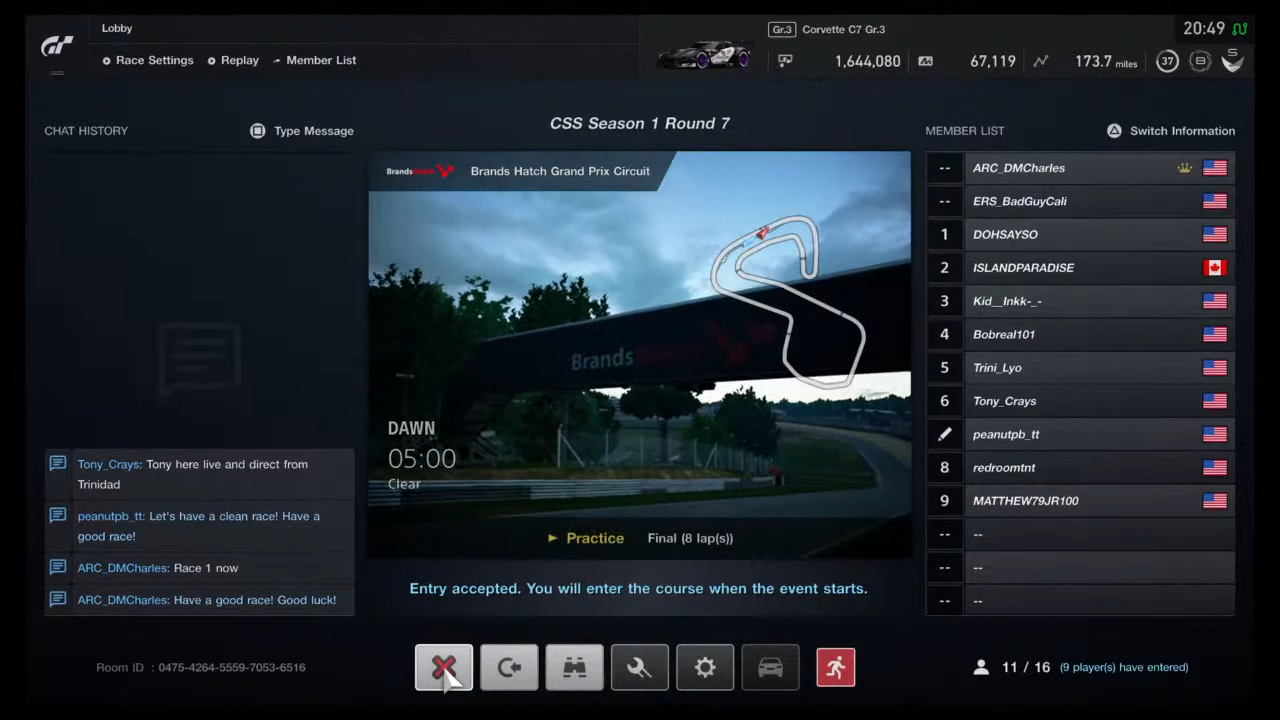 Lobby
Race Settings
Replay
Member List
Gr.3
Corvette C7 Gr.3
20:49
1,644,080
67,119
173.7 miles
37
B
S
CHAT HISTORY
Type Message
CSS Season 1 Round 7
MEMBER LIST
Switch Information
Brands Hatch Grand Prix Circuit
Brands
DAWN
05:00
Clear
Practice
Final (8 lap(s))
Entry accepted. You will enter the course when the event starts.
Tony_Crays: Tony here live and direct from
Trinidad
peanutpb_tt: Let's have a clean race! Have a
good race!
ARC_DMCharles: Race 1 now
ARC_DMCharles: Have a good race! Good luck!
-- ARC_DMCharles
-- ERS_BadGuyCali
1 DOHSAYSO
2 ISLANDPARADISE
3 Kid__Inkk-_-
4 Bobreal101
5 Trini_Lyo
6 Tony_Crays
peanutpb_tt
8 redroomtnt
9 MATTHEW79JR100
-- --
-- --
-- --
Room ID : 0475-4264-5559-7053-6516
11 / 16 (9 player(s) have entered)